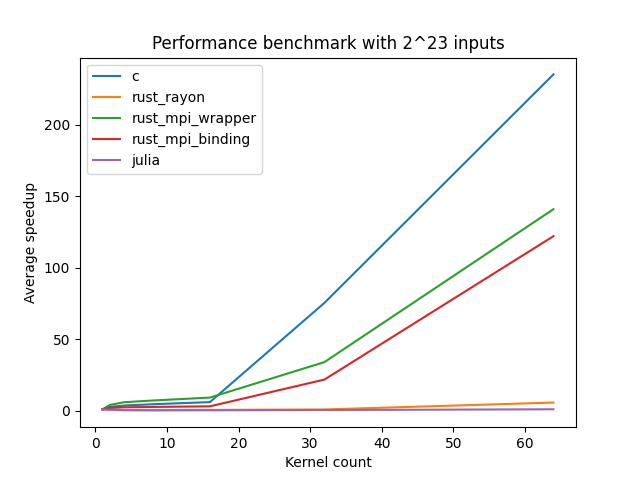 Performance benchmark with 2^23 inputs
c
rust_rayon
rust_mpi_wrapper
rust_mpi_binding
julia
Average speedup
200
150
100
50
0
0 10 20 30 40 50 60
Kernel count